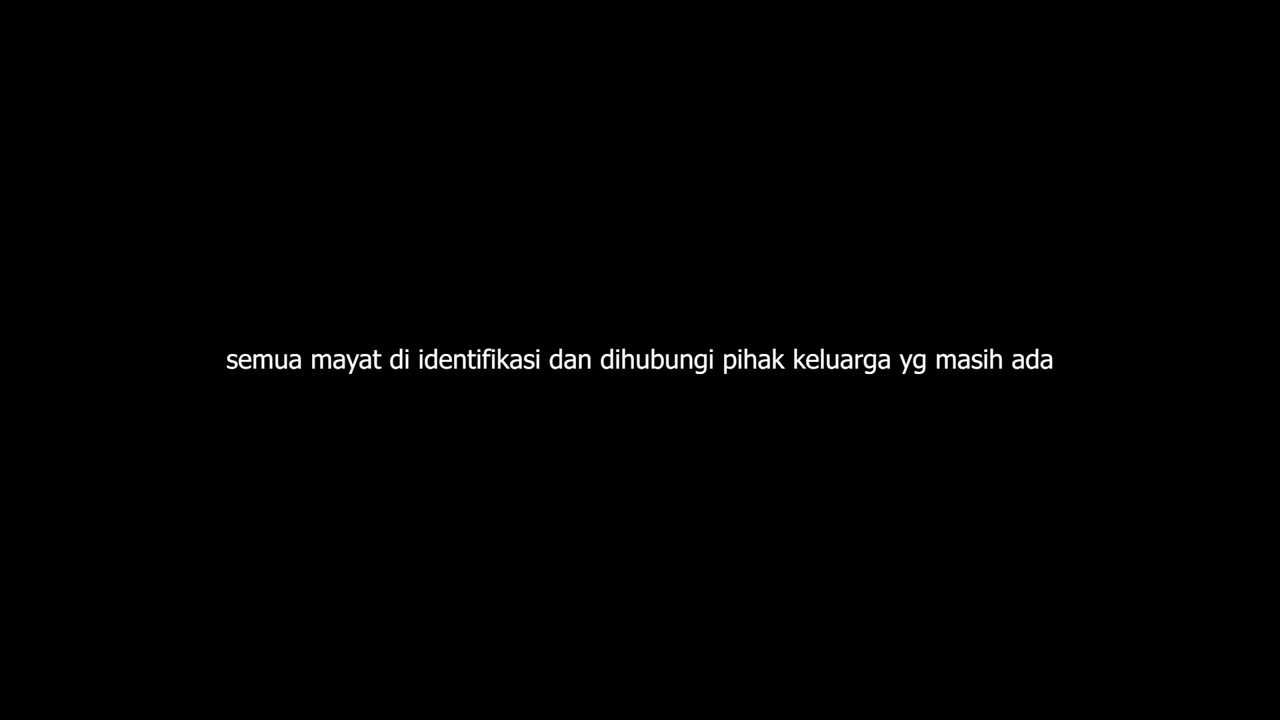 semua mayat di identifikasi dan dihubungi pihak keluarga yg masih ada